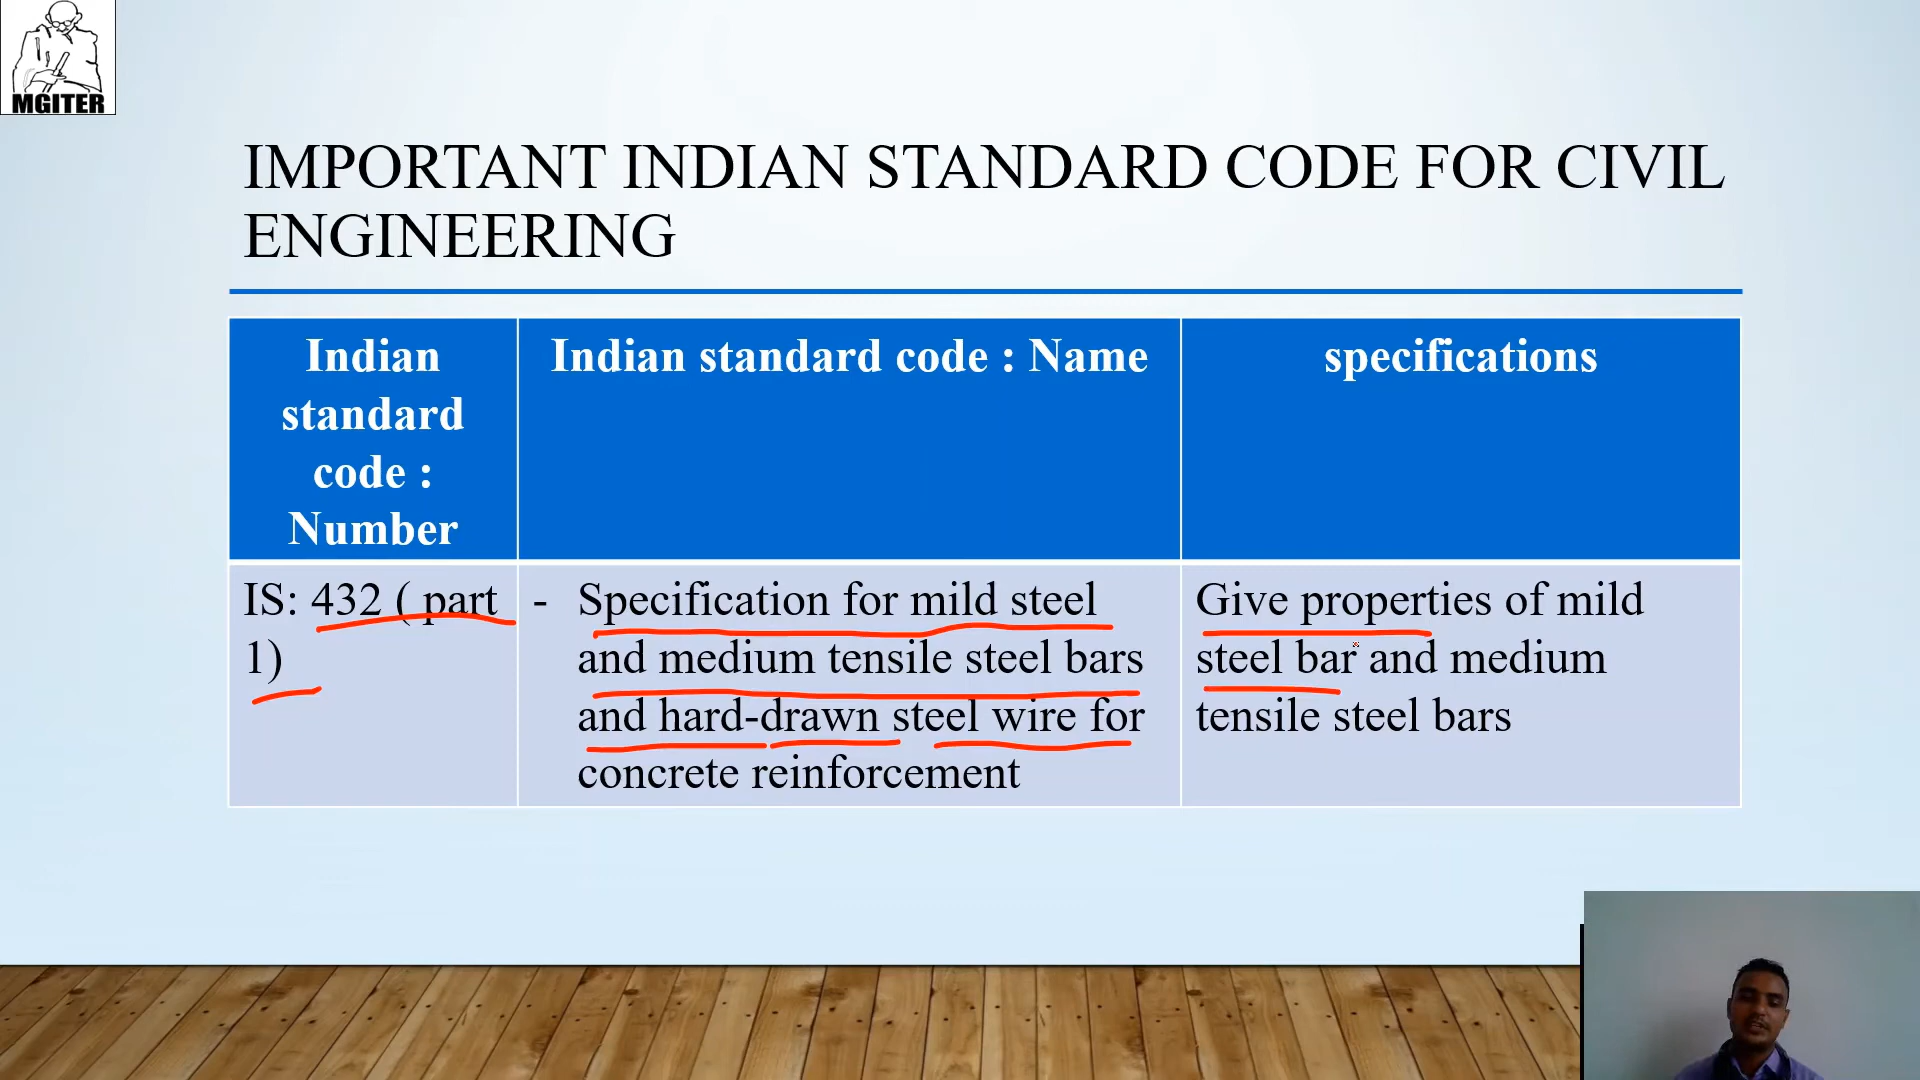 MGITER
IMPORTANT INDIAN STANDARD CODE FOR CIVIL
ENGINEERING
Indian
standard
code :
Number
Indian standard code : Name
specifications
IS: 432 ( part
1)
- Specification for mild steel
and medium tensile steel bars
and hard-drawn steel wire for
concrete reinforcement
Give properties of mild
steel bar and medium
tensile steel bars